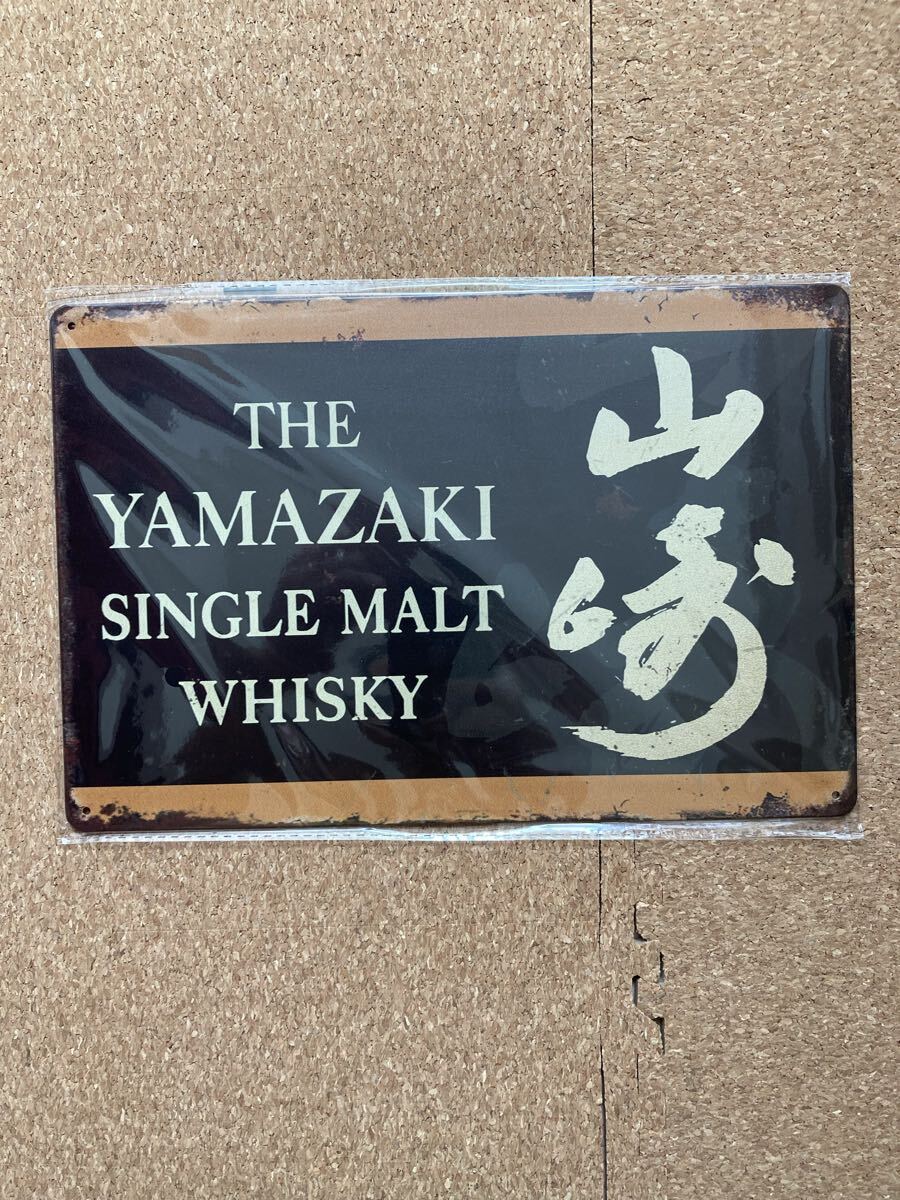 THE
YAMAZAKI
SINGLE MALT
WHISKY
山崎